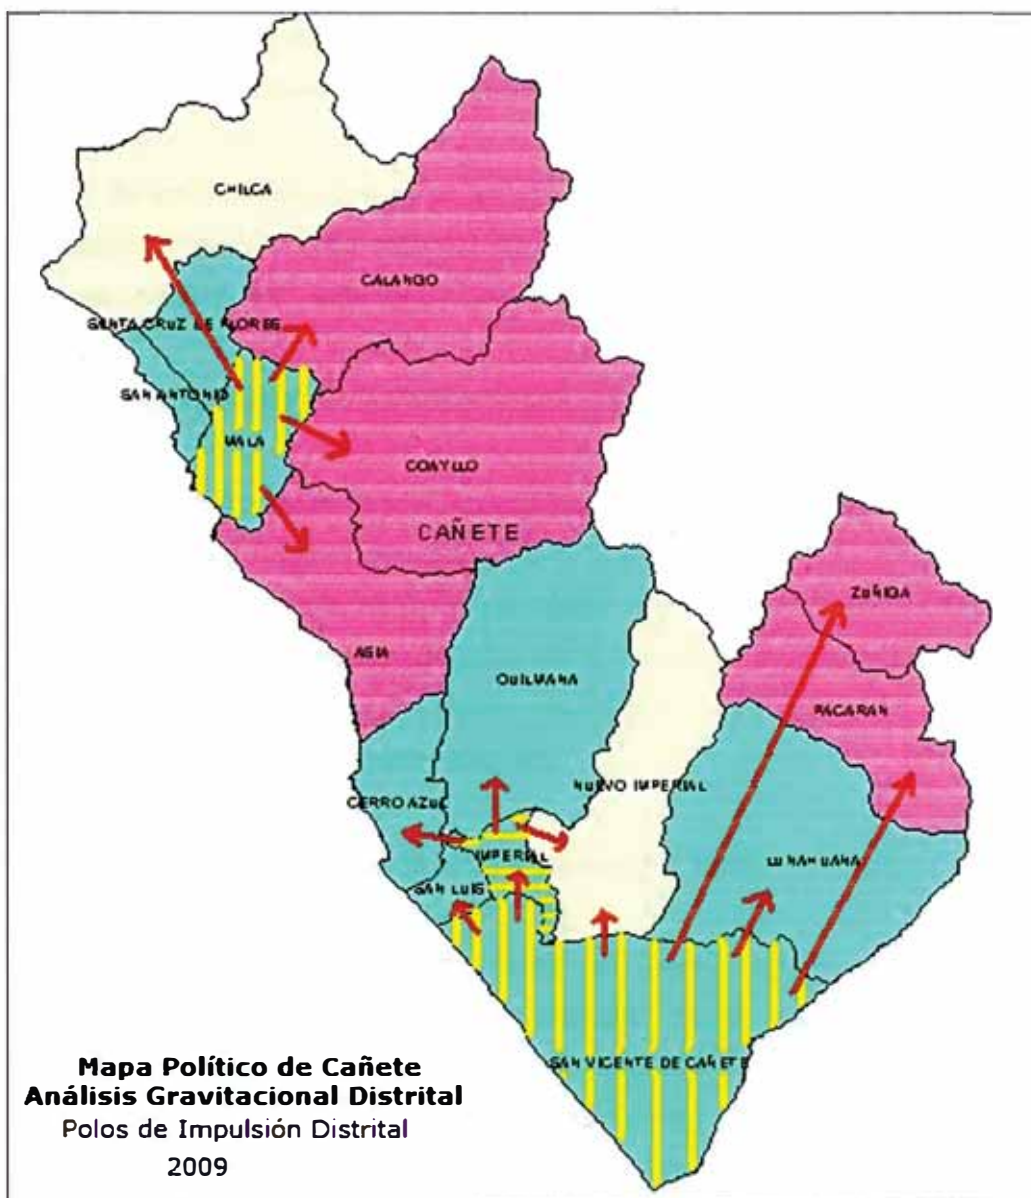 CHILCA
CALANGO
SANTA CRUZ DE FLORES
SAN ANTONIO
MALA
COAYLLO
CAÑETE
ZUÑIGA
ASIA
QUILMANA
PACARAN
NUEVO IMPERIAL
CERRO AZUL
IMPERIAL
LUNAHUANA
SAN LUIS
SAN VICENTE DE CAÑETE
Mapa Político de Cañete
Análisis Gravitacional Distrital
Polos de Impulsión Distrital
2009